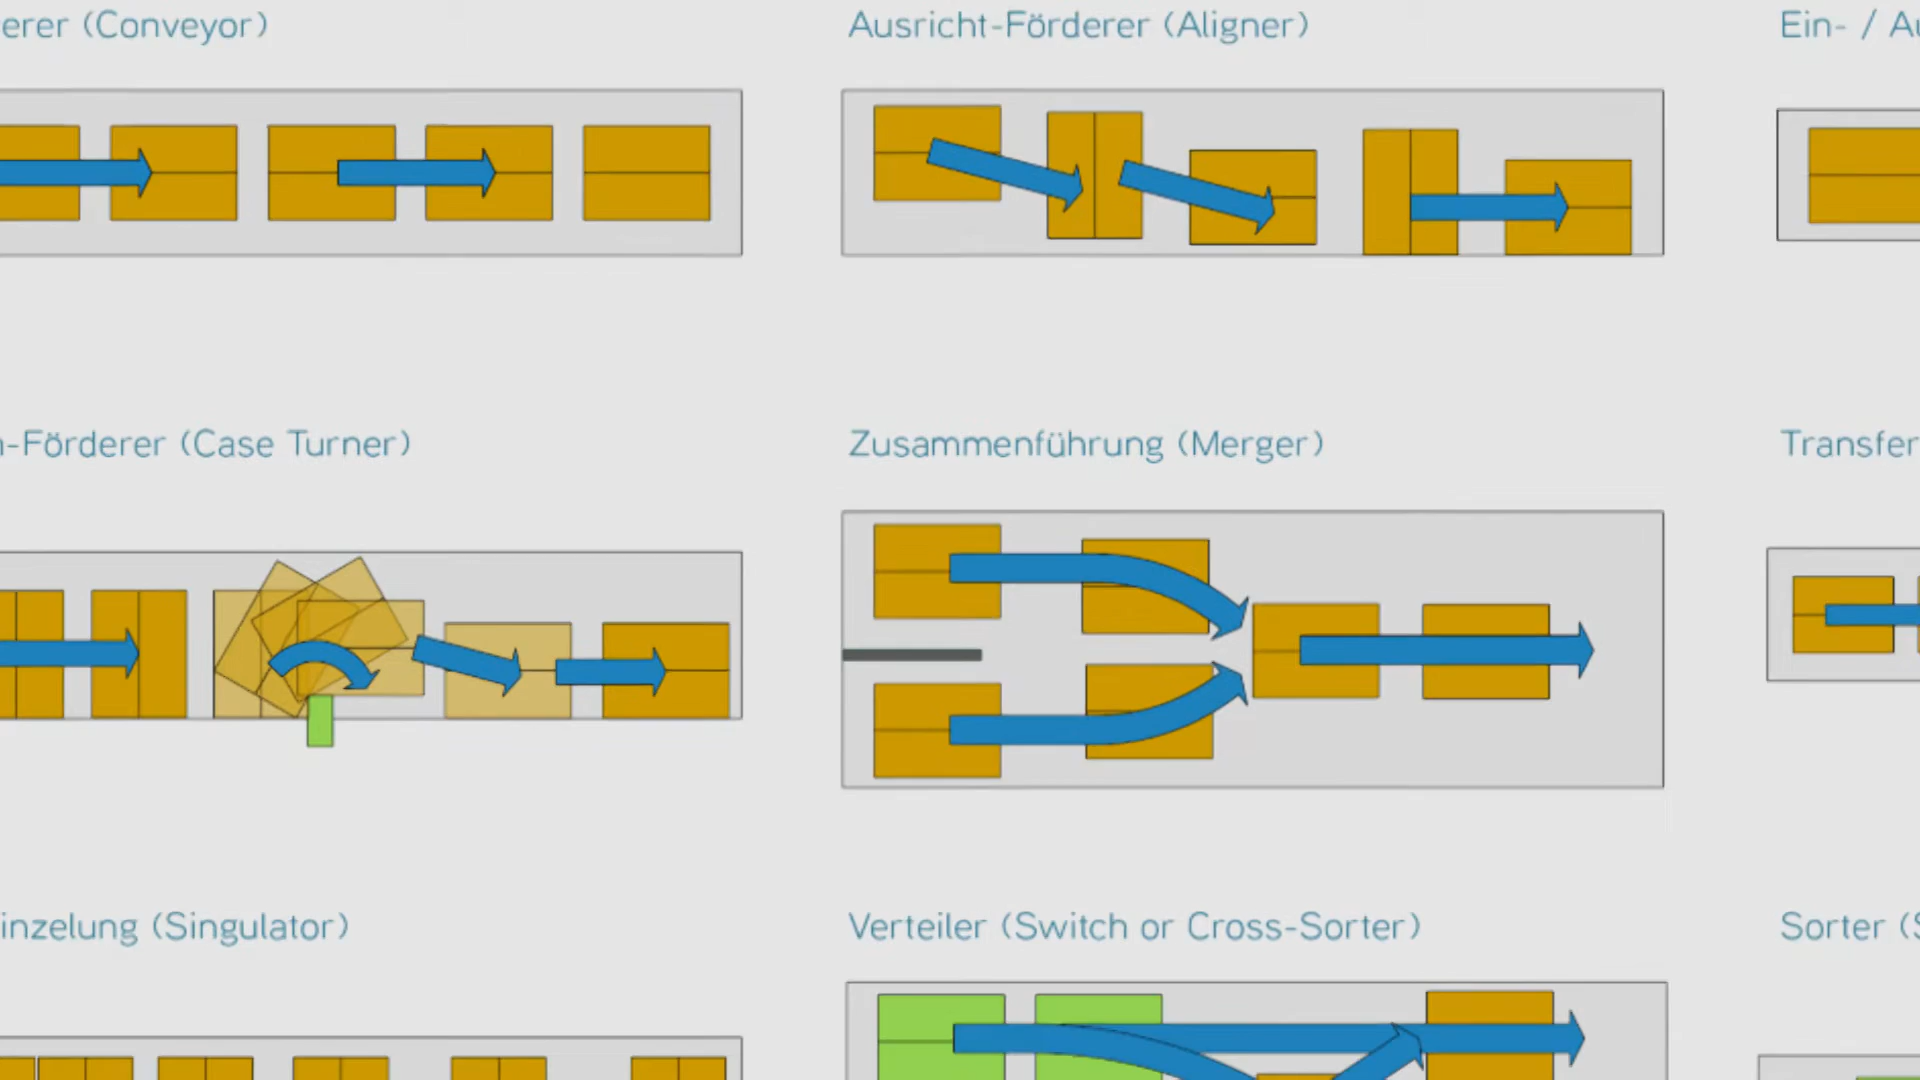 erer (Conveyor)
Ausricht-Förderer (Aligner)
Ein- /
-Förderer (Case Turner)
Zusammenführung (Merger)
Transfer
inzelung (Singulator)
Verteiler (Switch or Cross-Sorter)
Sorter